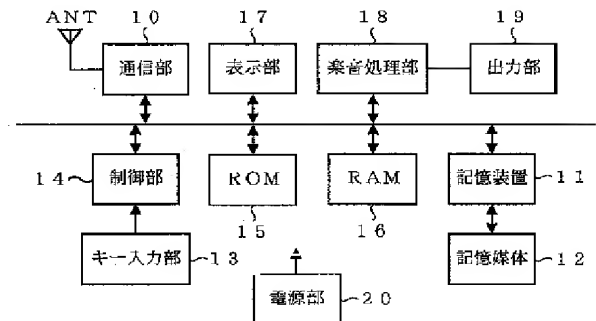 ANT 10 17 18 19
通信部 表示部 楽音処理部 出力部
14 制御部 ROM RAM 記憶装置 11
15 16
キー入力部 13 記憶媒体 12
電源部 20